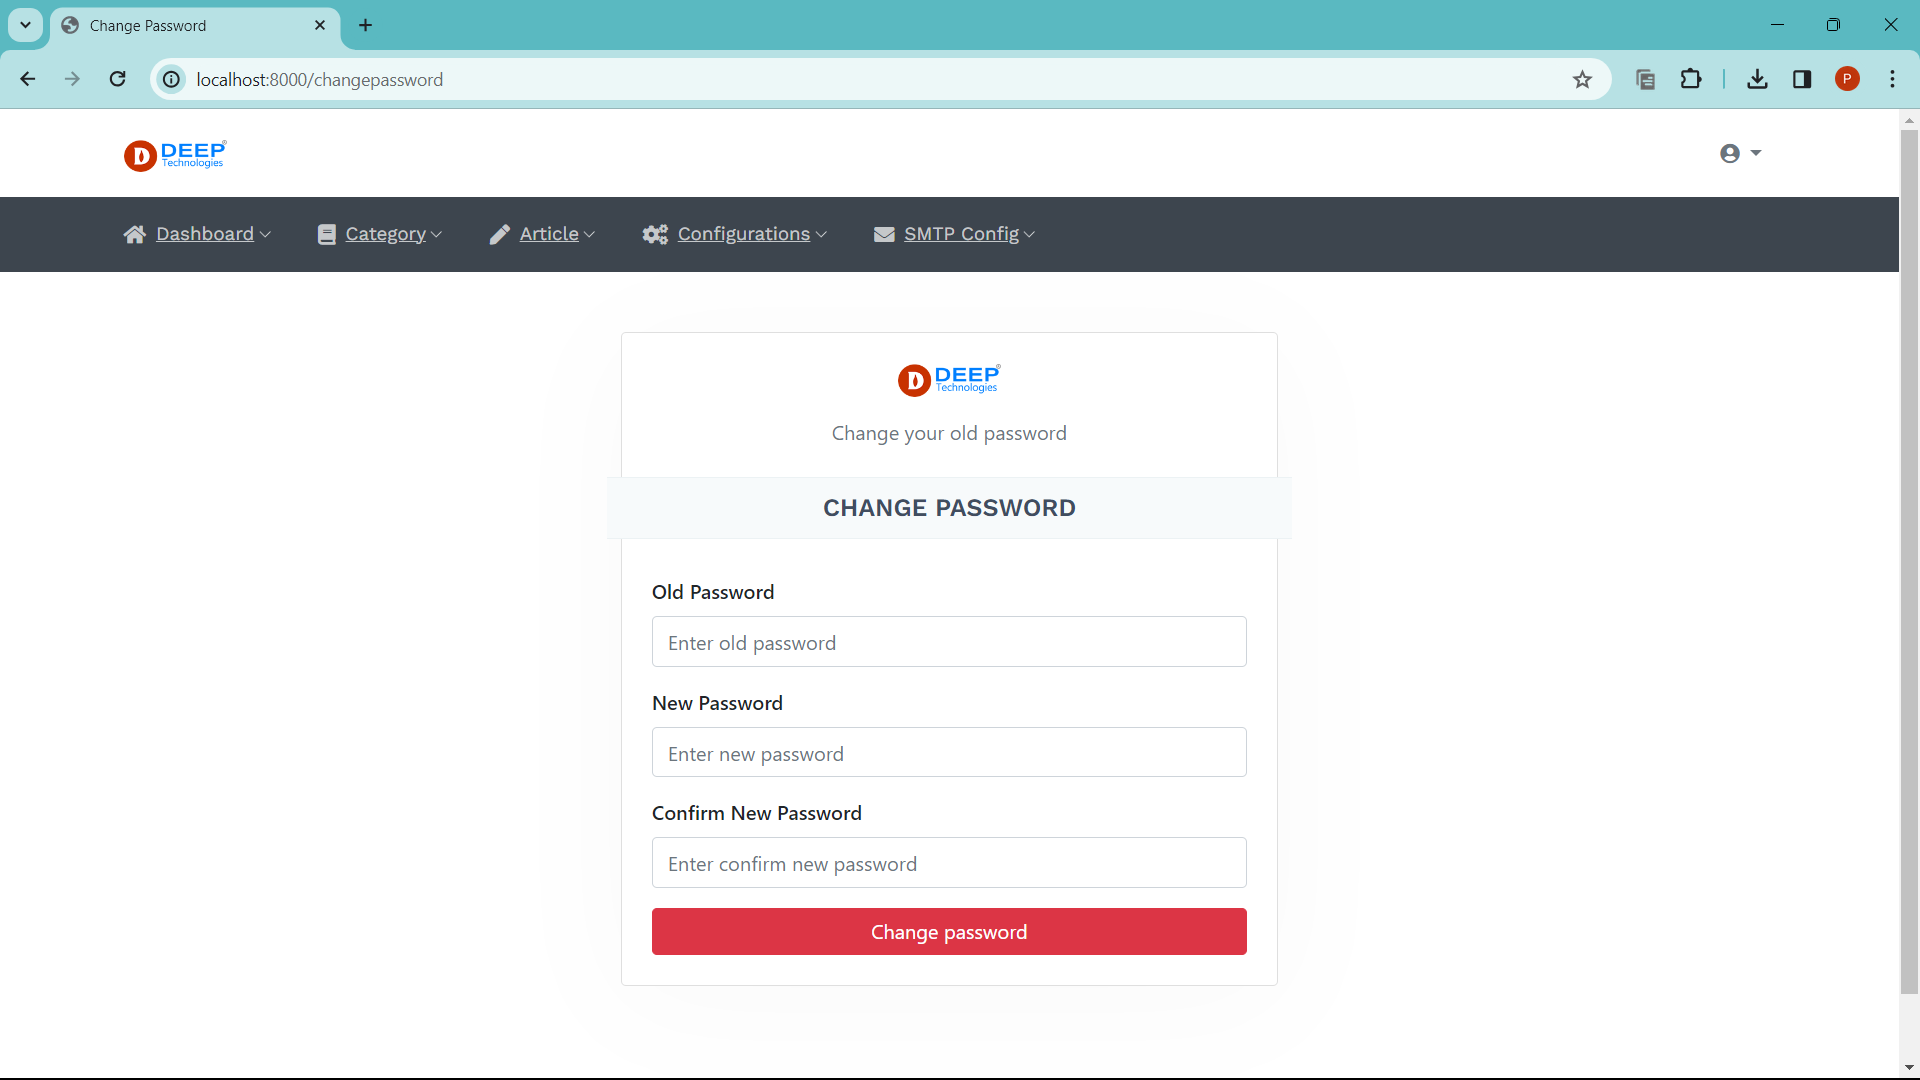 Change Password
localhost:8000/changepassword
P
D DEEP®
Technologies
Dashboard
Category
Article
Configurations
SMTP Config
D DEEP®
Technologies
Change your old password
CHANGE PASSWORD
Old Password
Enter old password
New Password
Enter new password
Confirm New Password
Enter confirm new password
Change password